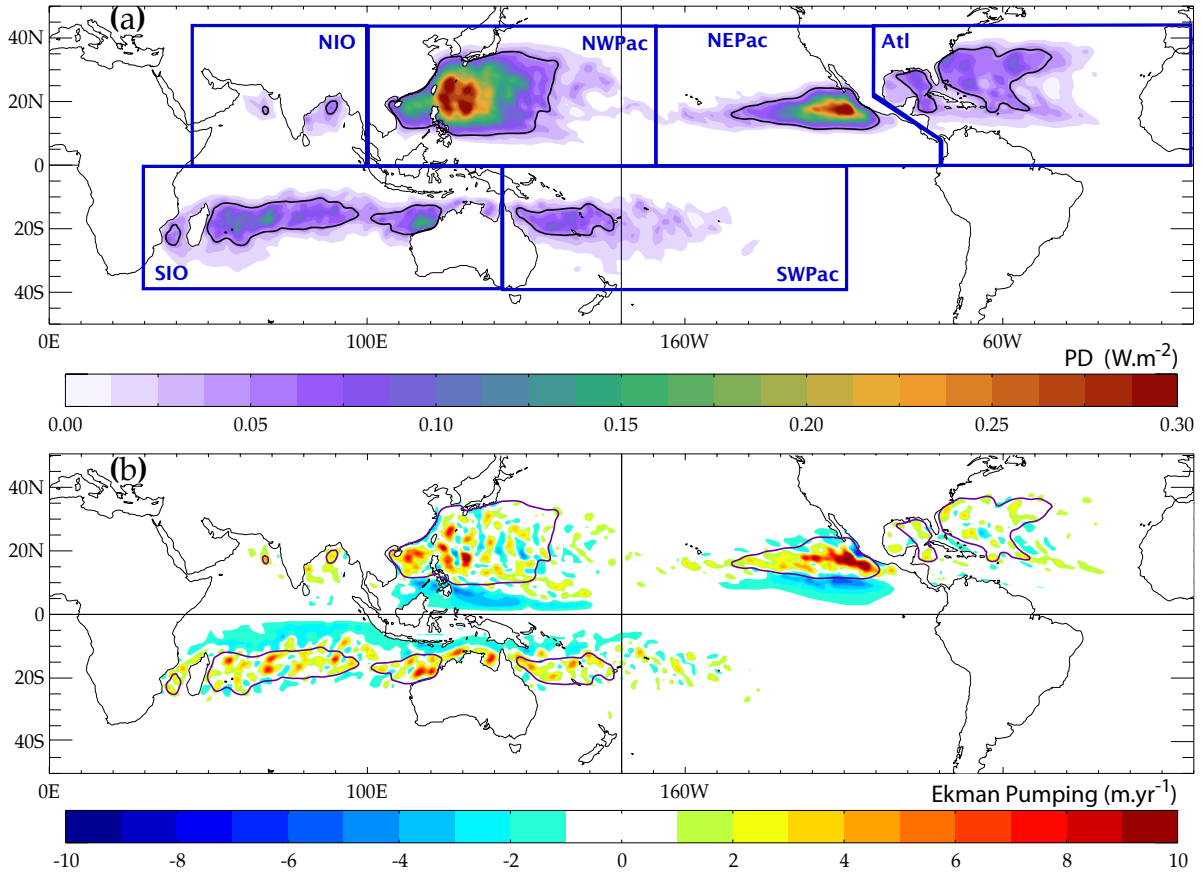 (a)
NIO
NWPac
NEPac
Atl
40N
20N
0
20S
40S
SIO
SWPac
0E
100E
160W
60W
PD (W.m-2)
0.00 0.05 0.10 0.15 0.20 0.25 0.30
(b)
40N
20N
0
20S
40S
0E
100E
160W
Ekman Pumping (m.yr-1)
-10 -8 -6 -4 -2 0 2 4 6 8 10